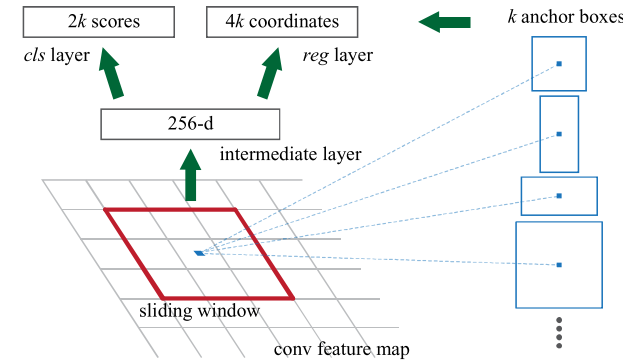 2k scores
4k coordinates
k anchor boxes
cls layer
reg layer
256-d
intermediate layer
sliding window
conv feature map